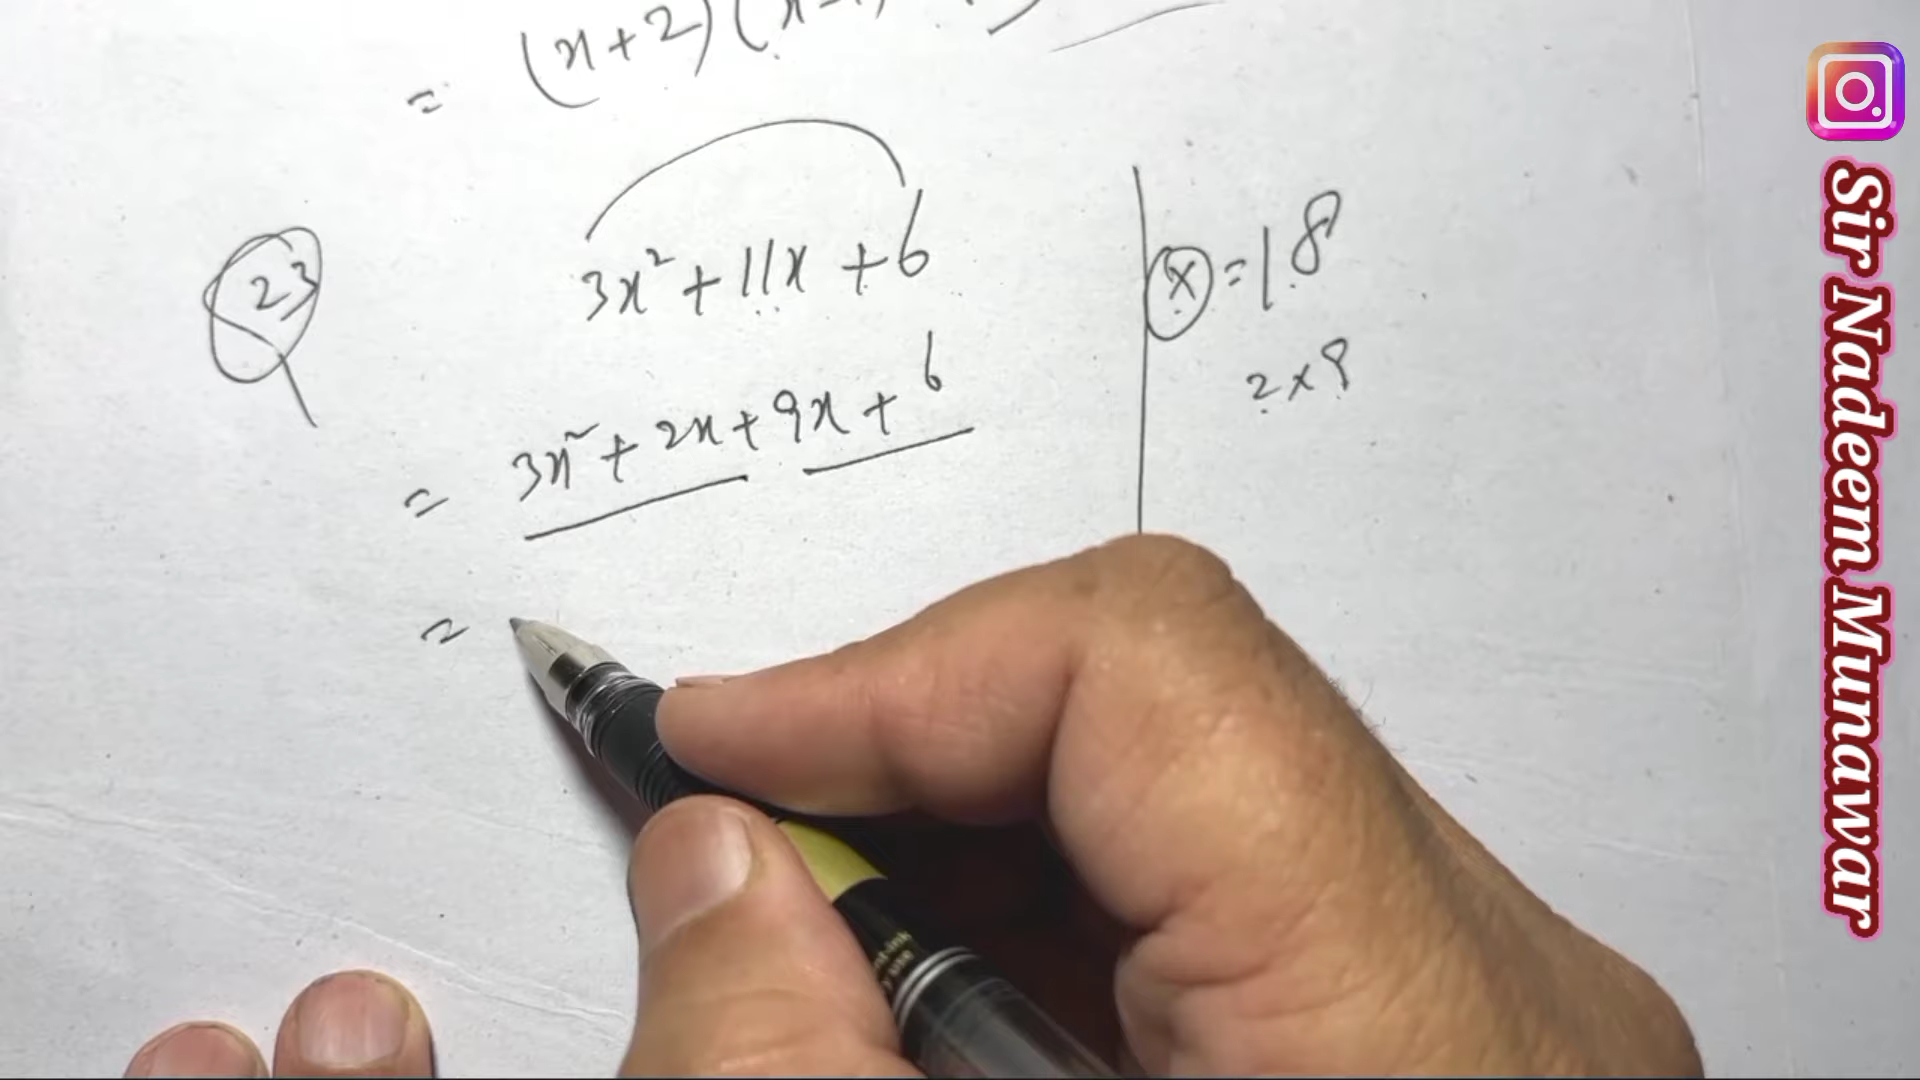 = (x+2)(x-
Q 23
3x² + 11x + 6
= 3x² + 2x + 9x + 6
=
x = 18
2 x 9
Sir Nadeem Munawar